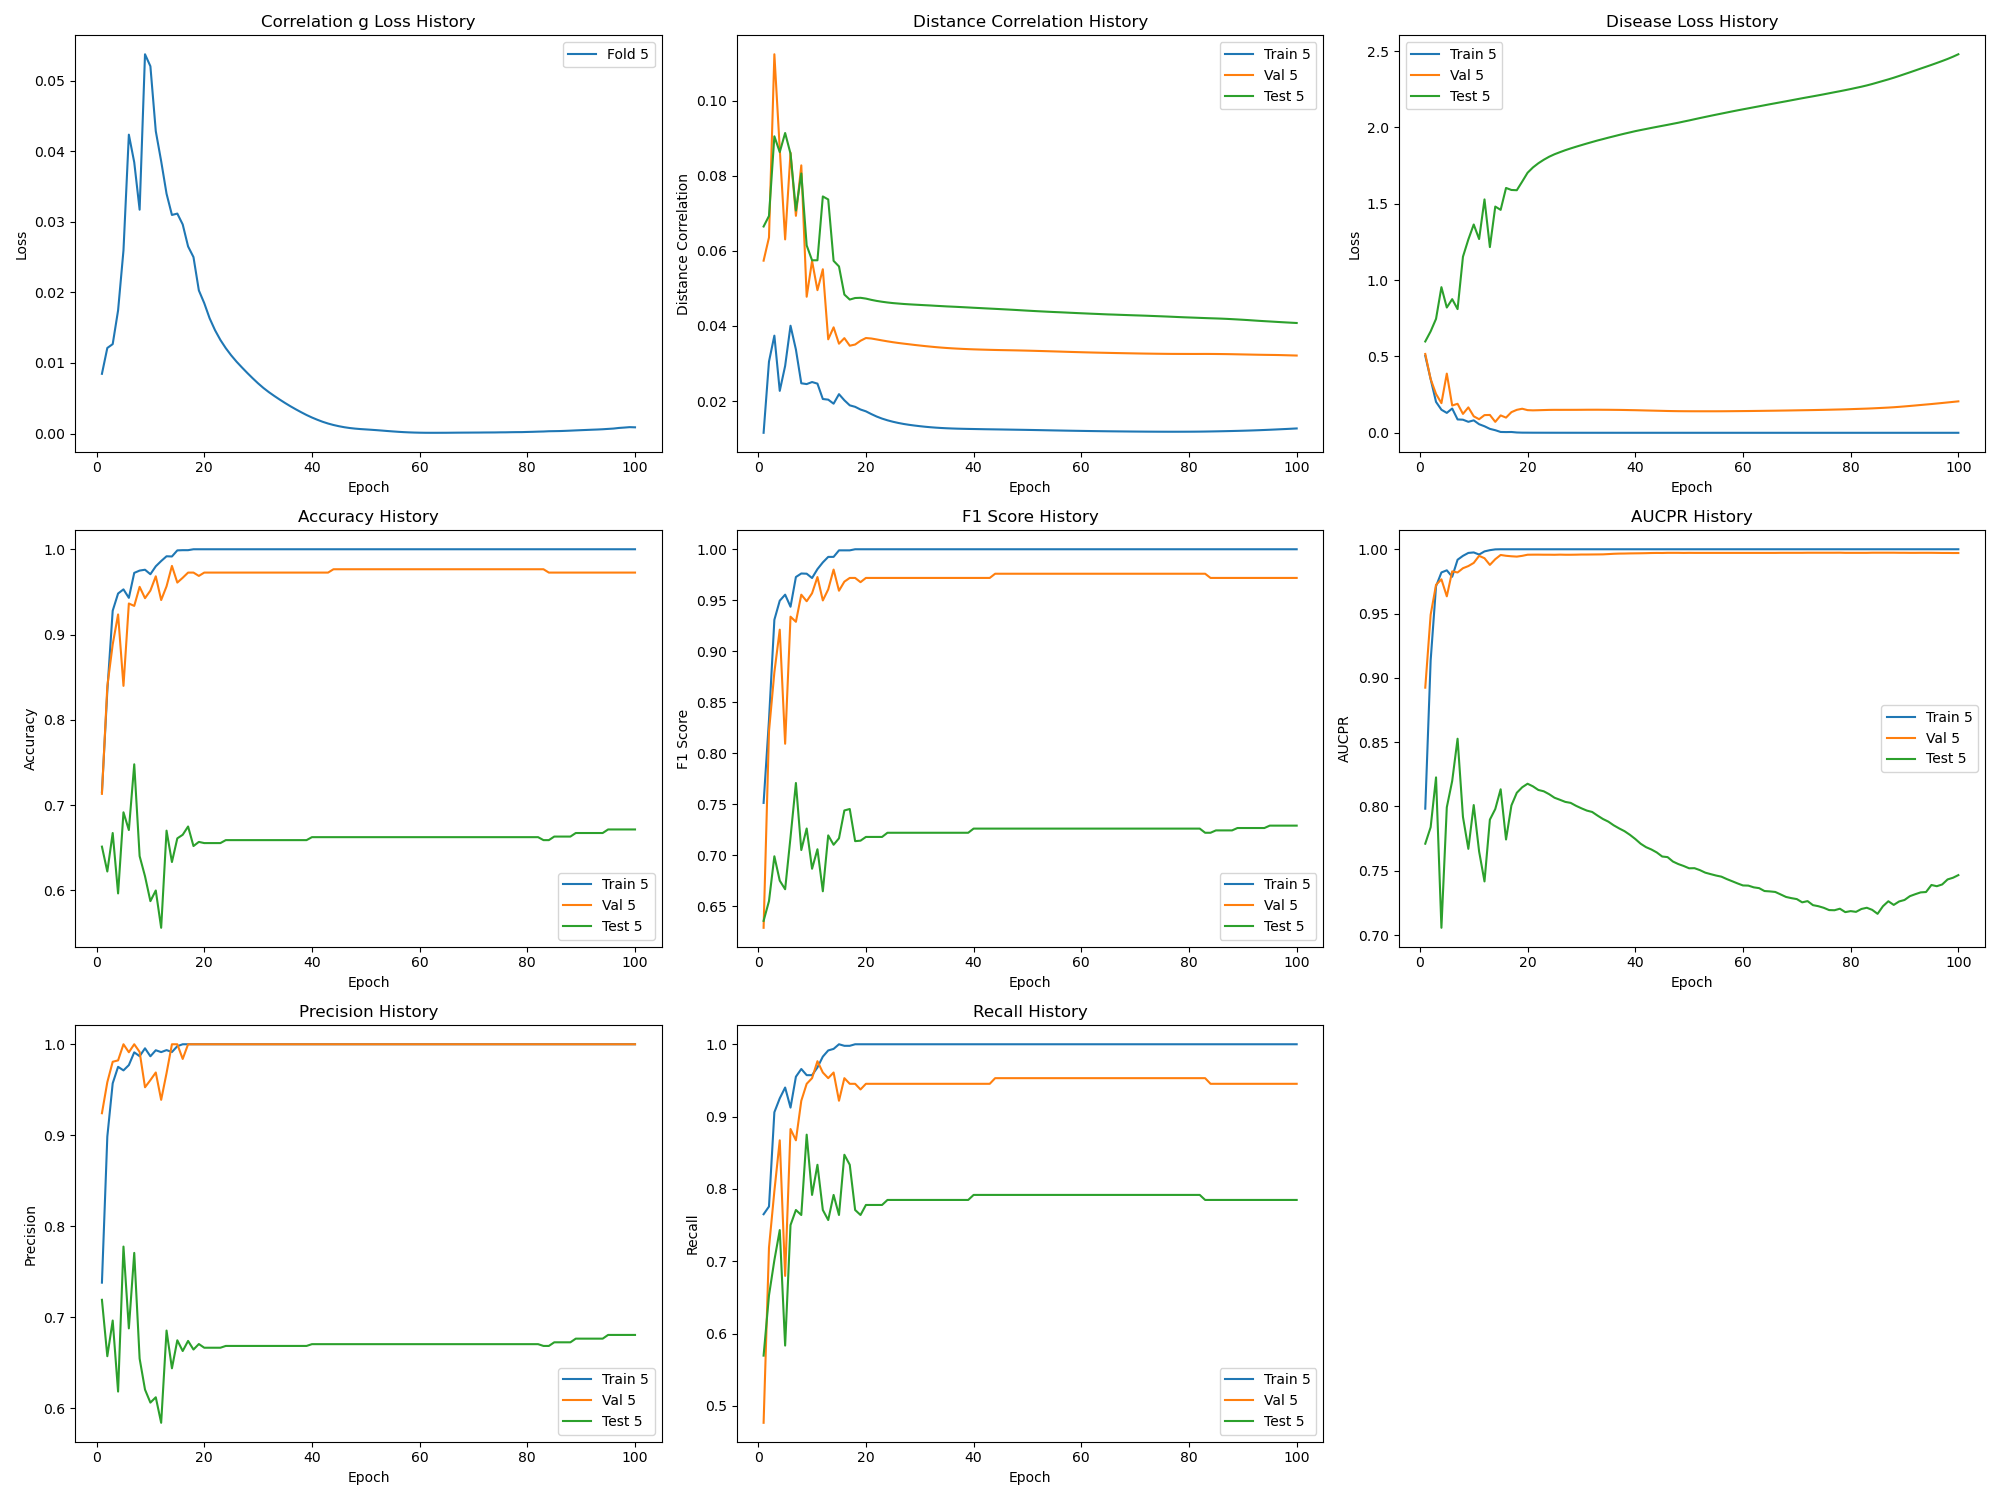 Correlation g Loss History
Loss
0.05
0.04
0.03
0.02
0.01
0.00
0 20 40 60 80 100
Epoch
Fold 5
Distance Correlation History
Distance Correlation
0.10
0.08
0.06
0.04
0.02
0 20 40 60 80 100
Epoch
Train 5
Val 5
Test 5
Disease Loss History
Loss
2.5
2.0
1.5
1.0
0.5
0.0
0 20 40 60 80 100
Epoch
Train 5
Val 5
Test 5
Accuracy History
Accuracy
1.0
0.9
0.8
0.7
0.6
0 20 40 60 80 100
Epoch
Train 5
Val 5
Test 5
F1 Score History
F1 Score
1.00
0.95
0.90
0.85
0.80
0.75
0.70
0.65
0 20 40 60 80 100
Epoch
Train 5
Val 5
Test 5
AUCPR History
AUCPR
1.00
0.95
0.90
0.85
0.80
0.75
0.70
0 20 40 60 80 100
Epoch
Train 5
Val 5
Test 5
Precision History
Precision
1.0
0.9
0.8
0.7
0.6
0 20 40 60 80 100
Epoch
Train 5
Val 5
Test 5
Recall History
Recall
1.0
0.9
0.8
0.7
0.6
0.5
0 20 40 60 80 100
Epoch
Train 5
Val 5
Test 5